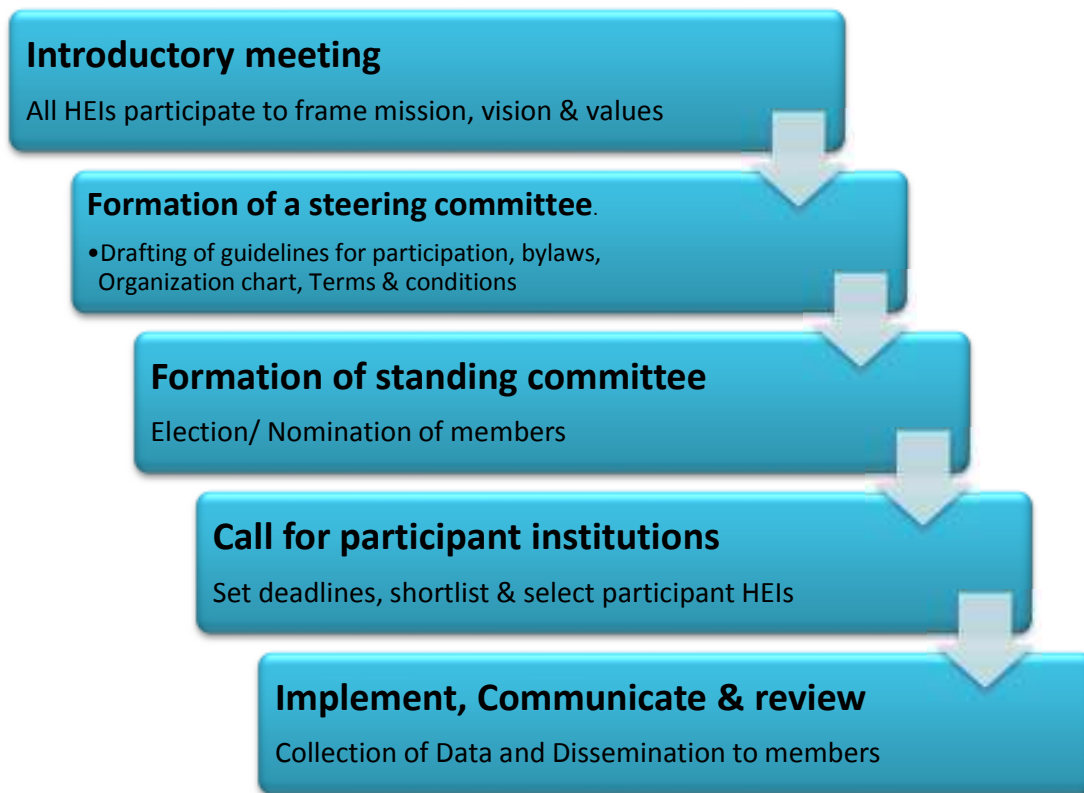 Introductory meeting
All HEIs participate to frame mission, vision & values
Formation of a steering committee.
•Drafting of guidelines for participation, bylaws,
Organization chart, Terms & conditions
Formation of standing committee
Election/ Nomination of members
Call for participant institutions
Set deadlines, shortlist & select participant HEIs
Implement, Communicate & review
Collection of Data and Dissemination to members